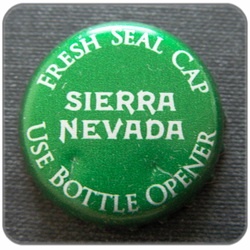 FRESH SEAL CAP
SIERRA
NEVADA
USE BOTTLE OPENER